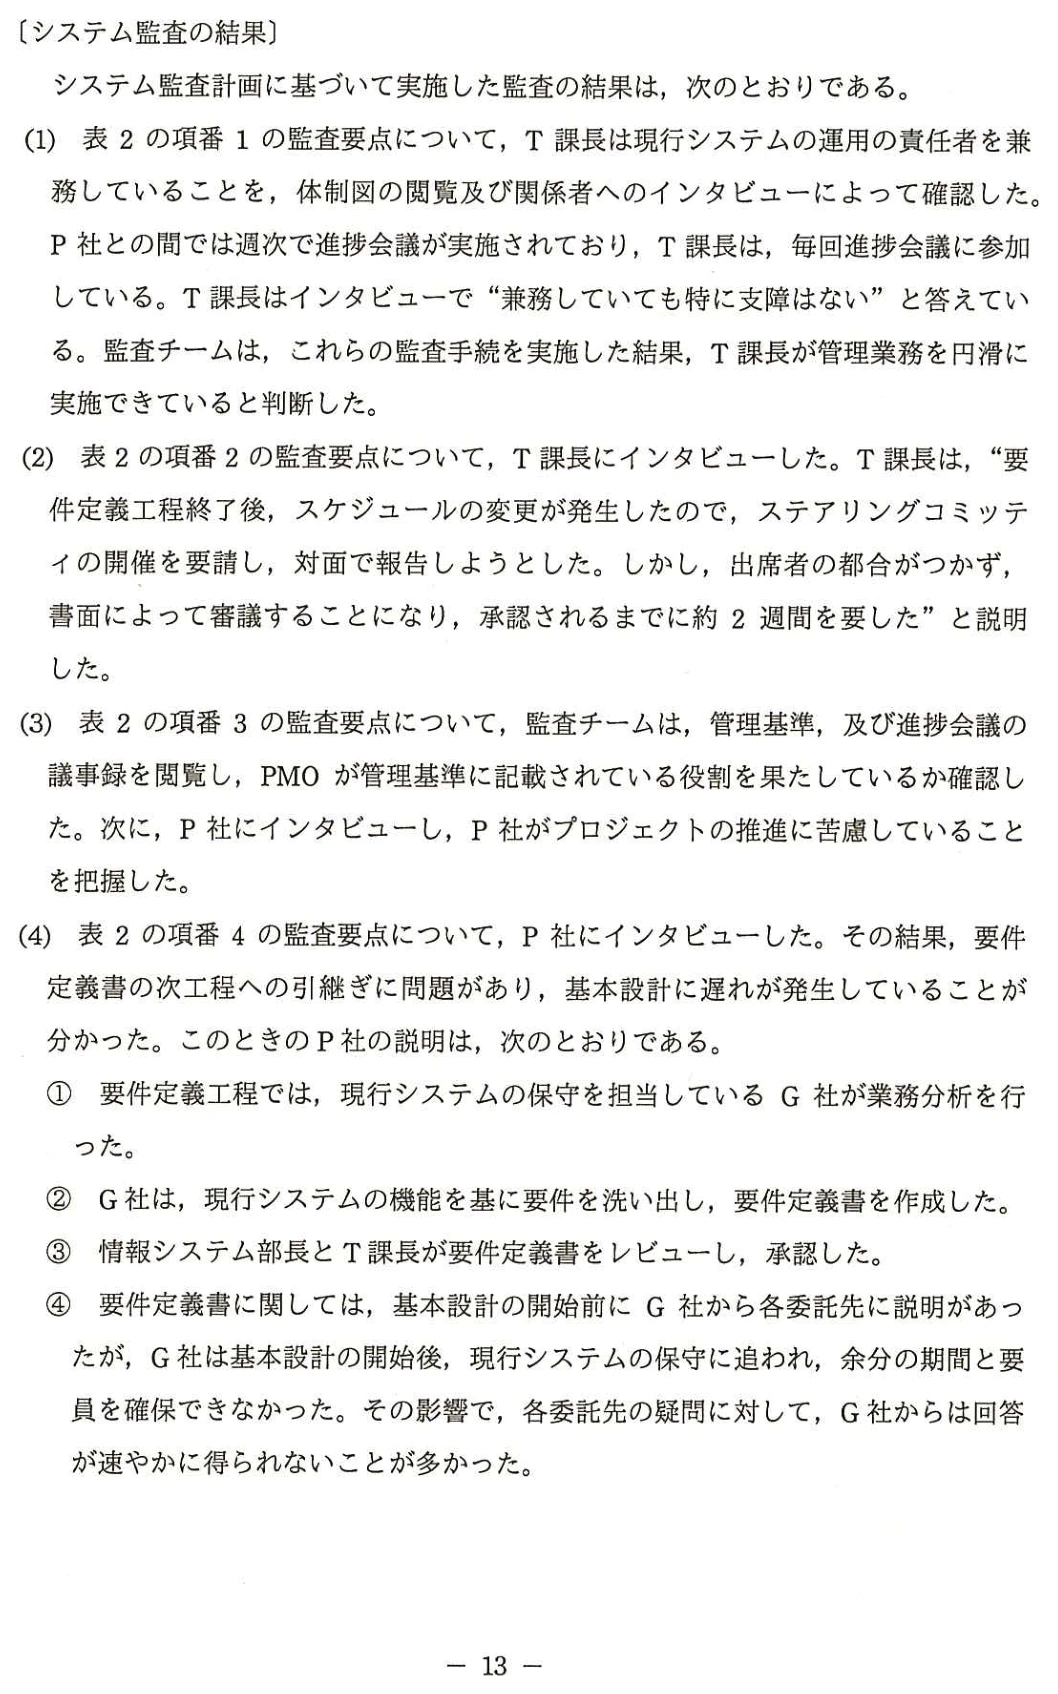 〔システム監査の結果〕
システム監査計画に基づいて実施した監査の結果は，次のとおりである。
(1) 表 2 の項番 1 の監査要点について，T 課長は現行システムの運用の責任者を兼
務していることを，体制図の閲覧及び関係者へのインタビューによって確認した。
P 社との間では週次で進捗会議が実施されており，T 課長は，毎回進捗会議に参加
している。T 課長はインタビューで“兼務していても特に支障はない”と答えてい
る。監査チームは，これらの監査手続を実施した結果，T 課長が管理業務を円滑に
実施できていると判断した。
(2) 表 2 の項番 2 の監査要点について，T 課長にインタビューした。T 課長は，“要
件定義工程終了後，スケジュールの変更が発生したので，ステアリングコミッテ
ィの開催を要請し，対面で報告しようとした。しかし，出席者の都合がつかず，
書面によって審議することになり，承認されるまでに約 2 週間を要した”と説明
した。
(3) 表 2 の項番 3 の監査要点について，監査チームは，管理基準，及び進捗会議の
議事録を閲覧し，PMO が管理基準に記載されている役割を果たしているか確認し
た。次に，P 社にインタビューし，P 社がプロジェクトの推進に苦慮していること
を把握した。
(4) 表 2 の項番 4 の監査要点について，P 社にインタビューした。その結果，要件
定義書の次工程への引継ぎに問題があり，基本設計に遅れが発生していることが
分かった。このときの P 社の説明は，次のとおりである。
① 要件定義工程では，現行システムの保守を担当している G 社が業務分析を行
った。
② G 社は，現行システムの機能を基に要件を洗い出し，要件定義書を作成した。
③ 情報システム部長と T 課長が要件定義書をレビューし，承認した。
④ 要件定義書に関しては，基本設計の開始前に G 社から各委託先に説明があっ
たが，G 社は基本設計の開始後，現行システムの保守に追われ，余分の期間と要
員を確保できなかった。その影響で，各委託先の疑問に対して，G 社からは回答
が速やかに得られないことが多かった。
－ 13 －